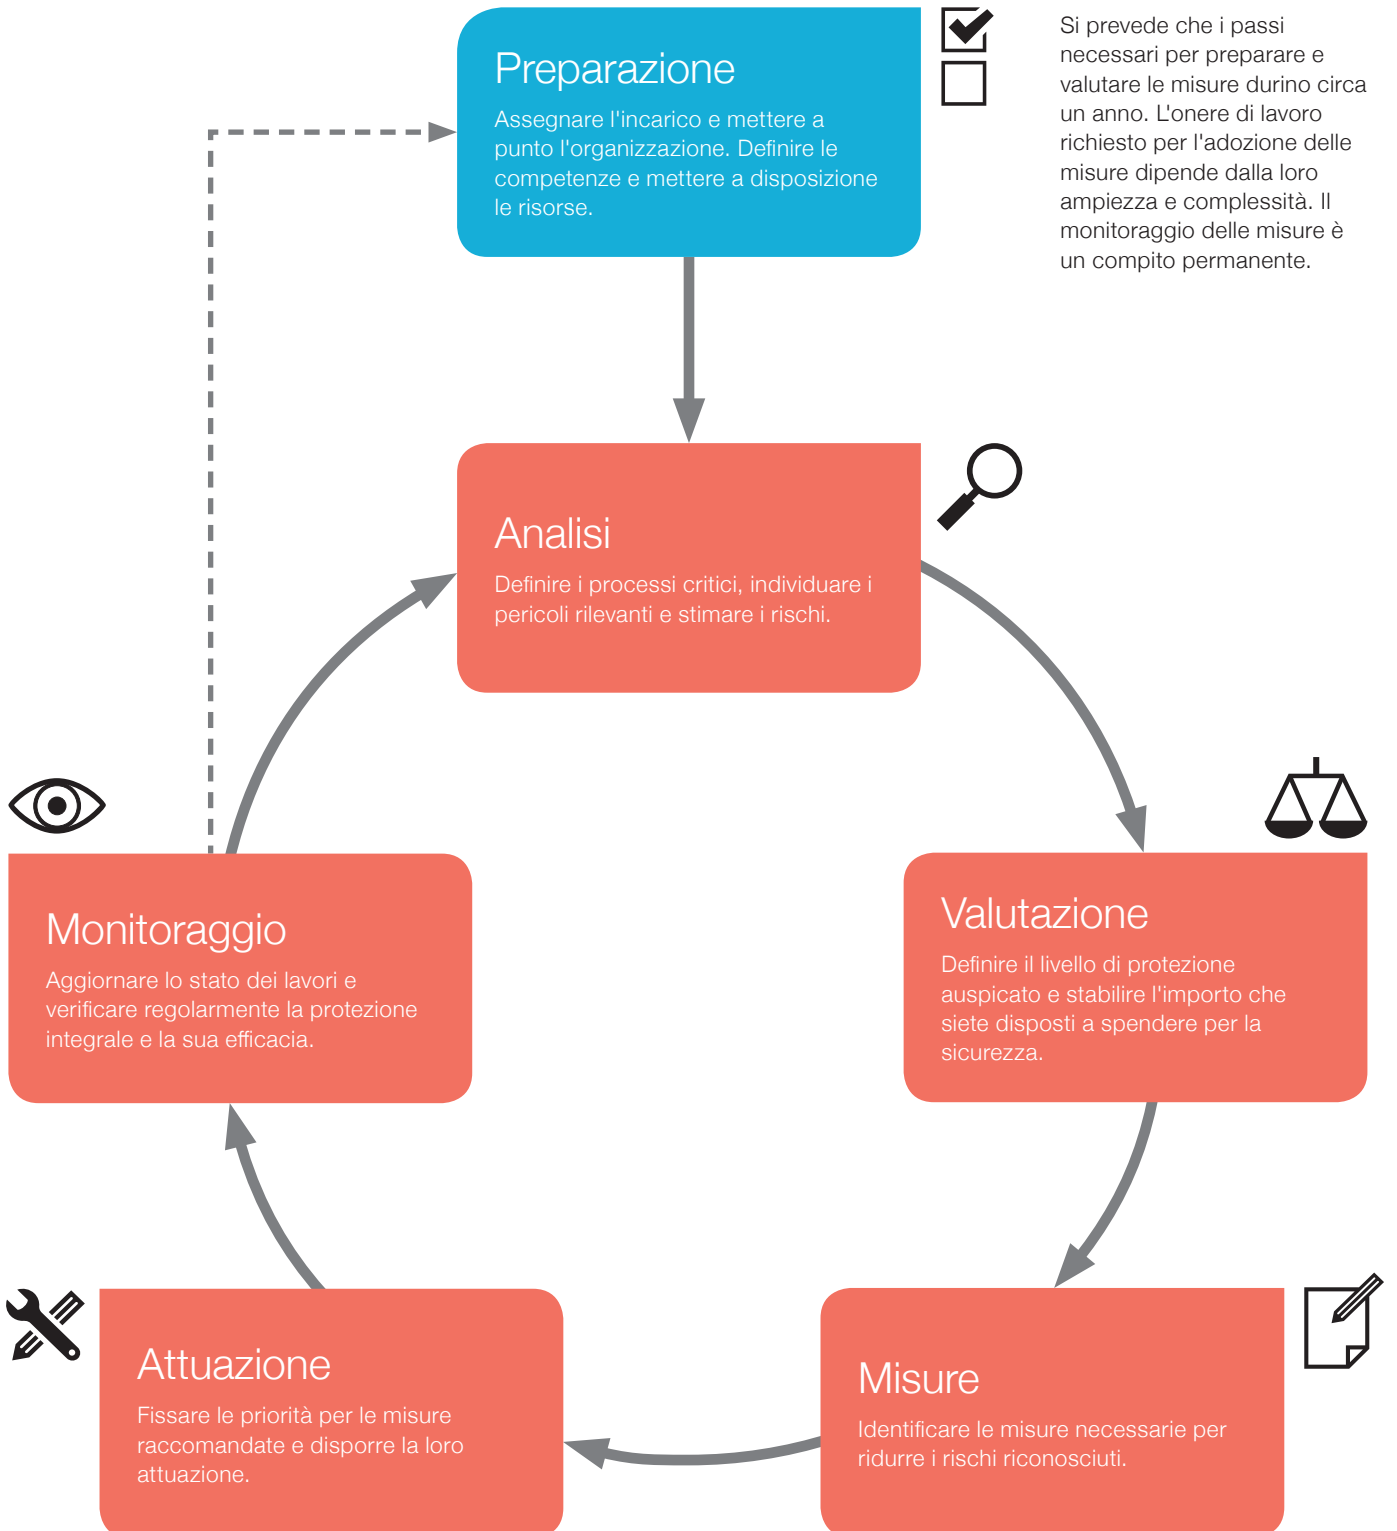 Preparazione
Assegnare l'incarico e mettere a
punto l'organizzazione. Definire le
competenze e mettere a disposizione
le risorse.
Si prevede che i passi
necessari per preparare e
valutare le misure durino circa
un anno. L'onere di lavoro
richiesto per l'adozione delle
misure dipende dalla loro
ampiezza e complessità. Il
monitoraggio delle misure è
un compito permanente.
Analisi
Definire i processi critici, individuare i
pericoli rilevanti e stimare i rischi.
Valutazione
Definire il livello di protezione
auspicato e stabilire l'importo che
siete disposti a spendere per la
sicurezza.
Misure
Identificare le misure necessarie per
ridurre i rischi riconosciuti.
Attuazione
Fissare le priorità per le misure
raccomandate e disporre la loro
attuazione.
Monitoraggio
Aggiornare lo stato dei lavori e
verificare regolarmente la protezione
integrale e la sua efficacia.